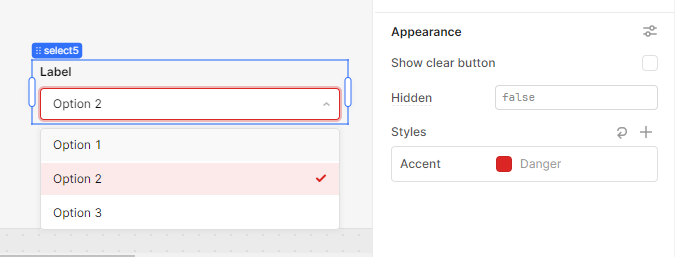 select5
Label
Option 2
Option 1
Option 2
Option 3
Appearance
Show clear button
Hidden
false
Styles
Accent
Danger